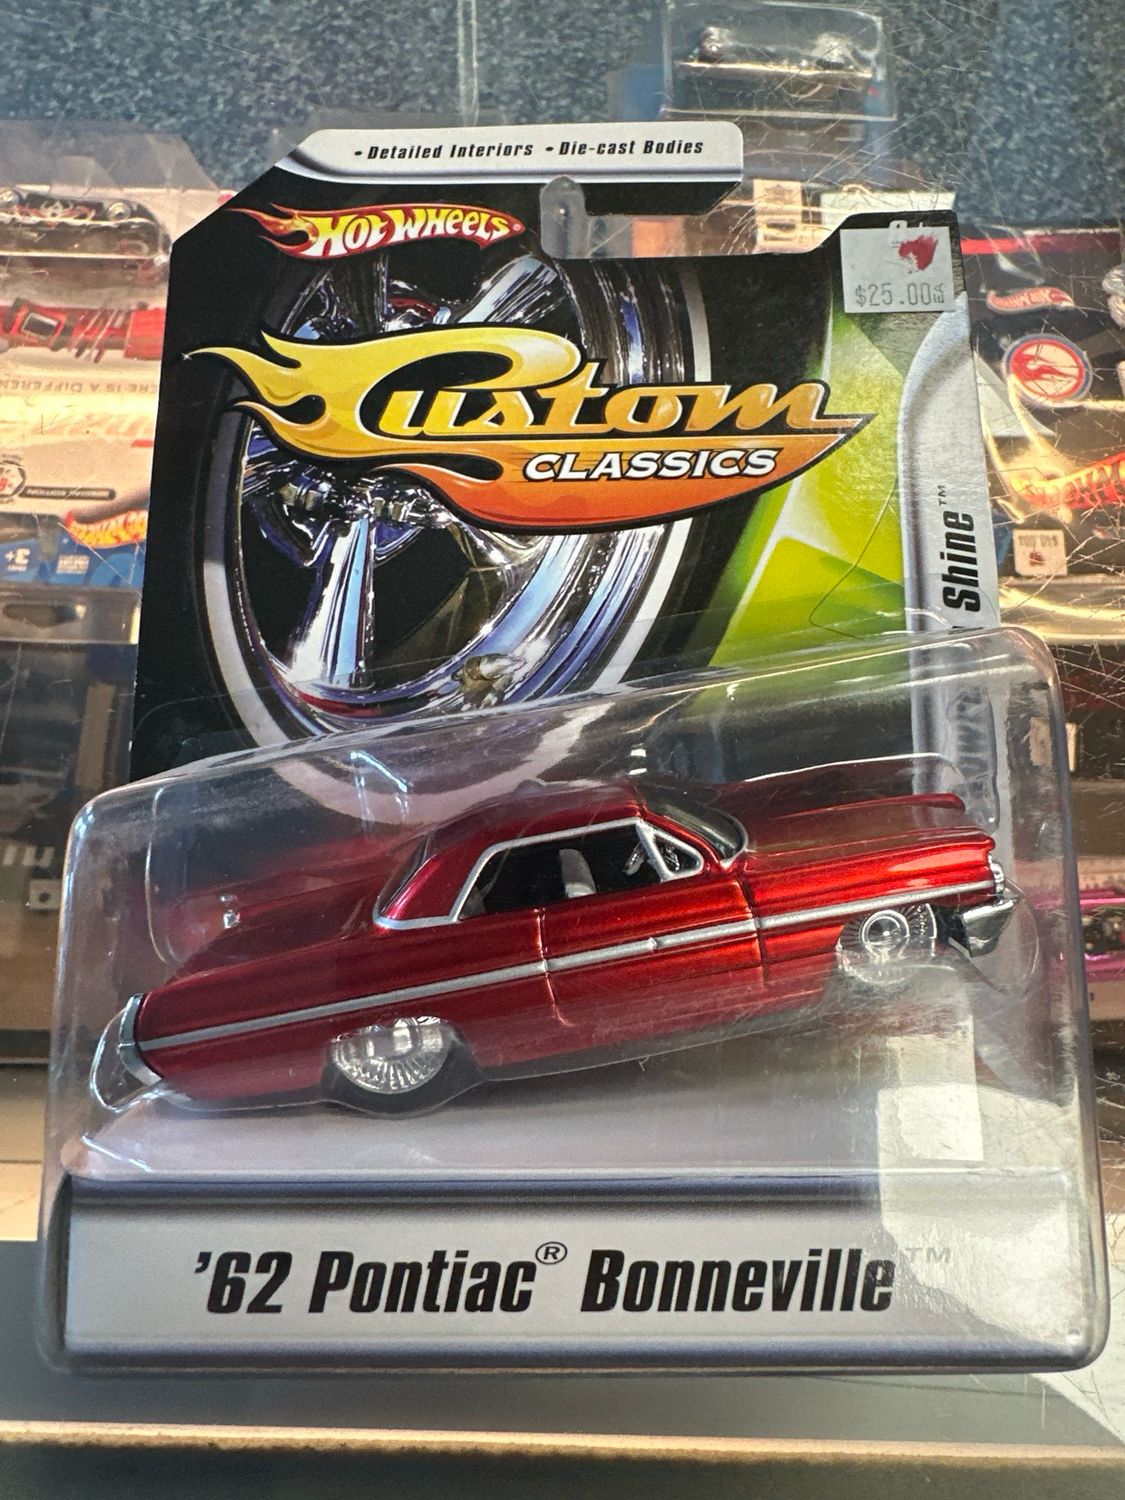 • Detailed Interiors • Die-cast Bodies
HOT WHEELS®
$25.00
Custom
CLASSICS
Shine™
'62 Pontiac® Bonneville™